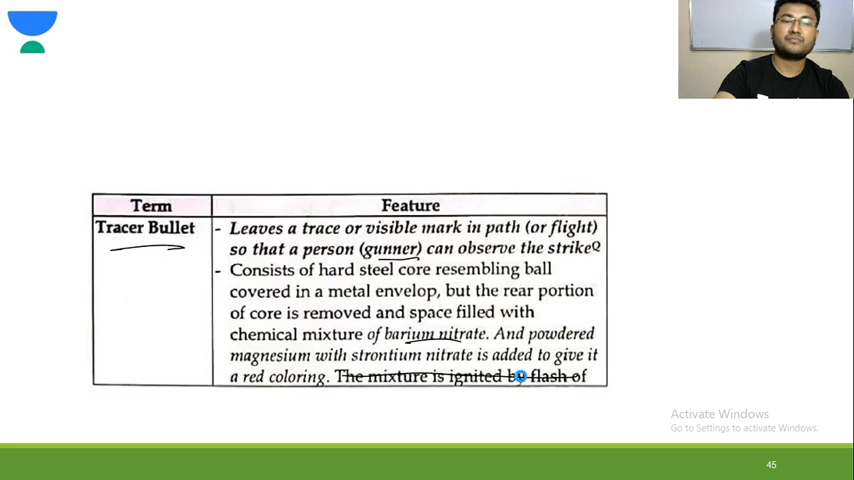 Term
Feature
Tracer Bullet
- Leaves a trace or visible mark in path (or flight)
so that a person (gunner) can observe the strikeQ
- Consists of hard steel core resembling ball
covered in a metal envelop, but the rear portion
of core is removed and space filled with
chemical mixture of barium nitrate. And powdered
magnesium with strontium nitrate is added to give it
a red coloring. The mixture is ignited by flash of
Activate Windows
Go to Settings to activate Windows.
45